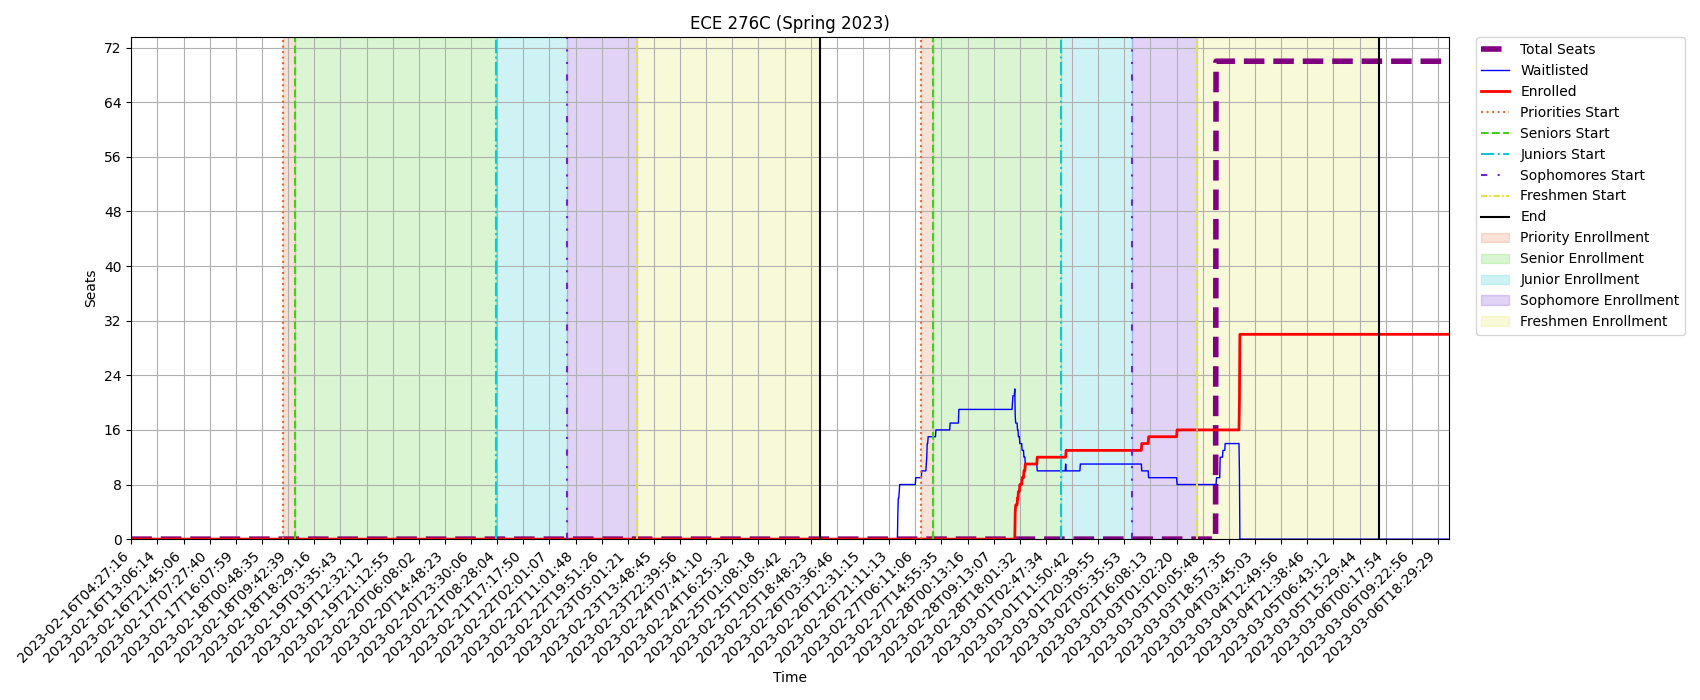 ECE 276C (Spring 2023)
72
64
56
48
40
32
24
16
8
0
Seats
2023-02-16T04:27:16
2023-02-16T13:06:14
2023-02-16T21:45:06
2023-02-17T07:27:40
2023-02-17T16:07:59
2023-02-18T00:48:35
2023-02-18T09:42:39
2023-02-18T18:29:16
2023-02-19T03:35:43
2023-02-19T12:32:12
2023-02-19T21:12:55
2023-02-20T06:08:02
2023-02-20T14:48:23
2023-02-20T23:30:06
2023-02-21T08:28:04
2023-02-21T17:17:50
2023-02-22T02:01:07
2023-02-22T11:01:48
2023-02-22T19:51:26
2023-02-23T05:01:21
2023-02-23T13:48:45
2023-02-23T22:39:56
2023-02-24T07:41:10
2023-02-24T16:25:32
2023-02-25T01:08:18
2023-02-25T10:05:42
2023-02-25T18:48:23
2023-02-26T03:36:46
2023-02-26T12:31:15
2023-02-26T21:11:13
2023-02-27T06:11:06
2023-02-27T14:55:35
2023-02-28T00:13:16
2023-02-28T09:13:07
2023-02-28T18:01:32
2023-03-01T02:47:34
2023-03-01T11:50:42
2023-03-01T20:39:55
2023-03-02T05:35:53
2023-03-02T16:08:13
2023-03-03T01:02:20
2023-03-03T10:05:48
2023-03-03T18:57:35
2023-03-04T03:45:03
2023-03-04T12:49:56
2023-03-04T21:38:46
2023-03-05T06:43:12
2023-03-05T15:29:44
2023-03-06T00:17:54
2023-03-06T09:22:56
2023-03-06T18:29:29
Time
Total Seats
Waitlisted
Enrolled
Priorities Start
Seniors Start
Juniors Start
Sophomores Start
Freshmen Start
End
Priority Enrollment
Senior Enrollment
Junior Enrollment
Sophomore Enrollment
Freshmen Enrollment